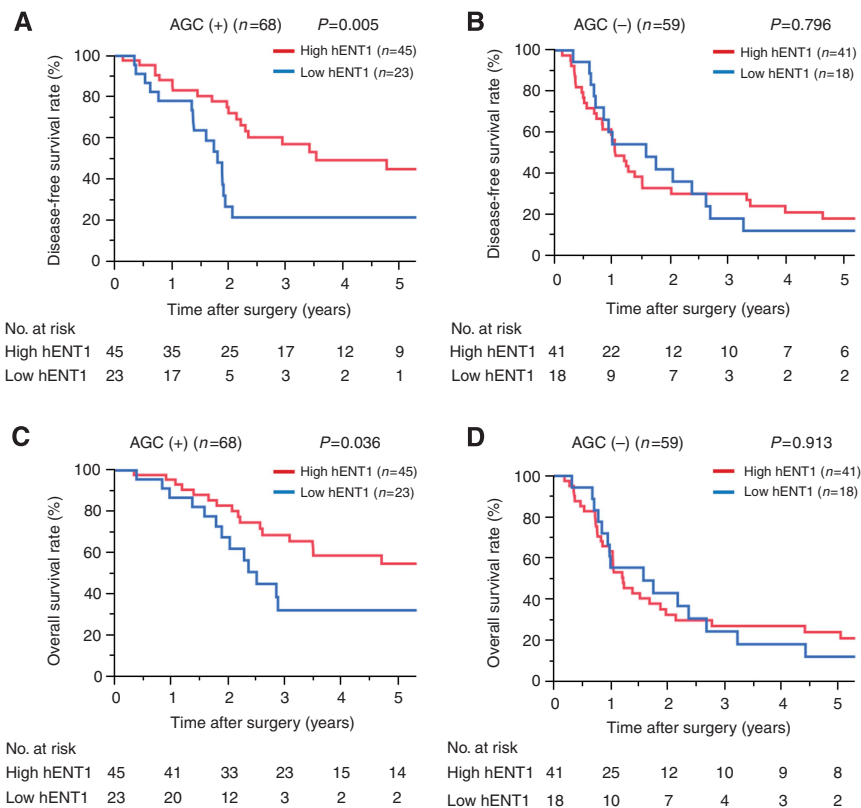 A
AGC (+) (n=68) P=0.005
High hENT1 (n=45)
Low hENT1 (n=23)
Disease-free survival rate (%)
100
80
60
40
20
0
0 1 2 3 4 5
Time after surgery (years)
No. at risk
High hENT1 45 35 25 17 12 9
Low hENT1 23 17 5 3 2 1
B
AGC (–) (n=59) P=0.796
High hENT1 (n=41)
Low hENT1 (n=18)
Disease-free survival rate (%)
100
80
60
40
20
0
0 1 2 3 4 5
Time after surgery (years)
No. at risk
High hENT1 41 22 12 10 7 6
Low hENT1 18 9 7 3 2 2
C
AGC (+) (n=68) P=0.036
High hENT1 (n=45)
Low hENT1 (n=23)
Overall survival rate (%)
100
80
60
40
20
0
0 1 2 3 4 5
Time after surgery (years)
No. at risk
High hENT1 45 41 33 23 15 14
Low hENT1 23 20 12 3 2 2
D
AGC (–) (n=59) P=0.913
High hENT1 (n=41)
Low hENT1 (n=18)
Overall survival rate (%)
100
80
60
40
20
0
0 1 2 3 4 5
Time after surgery (years)
No. at risk
High hENT1 41 25 12 10 9 8
Low hENT1 18 10 7 4 3 2